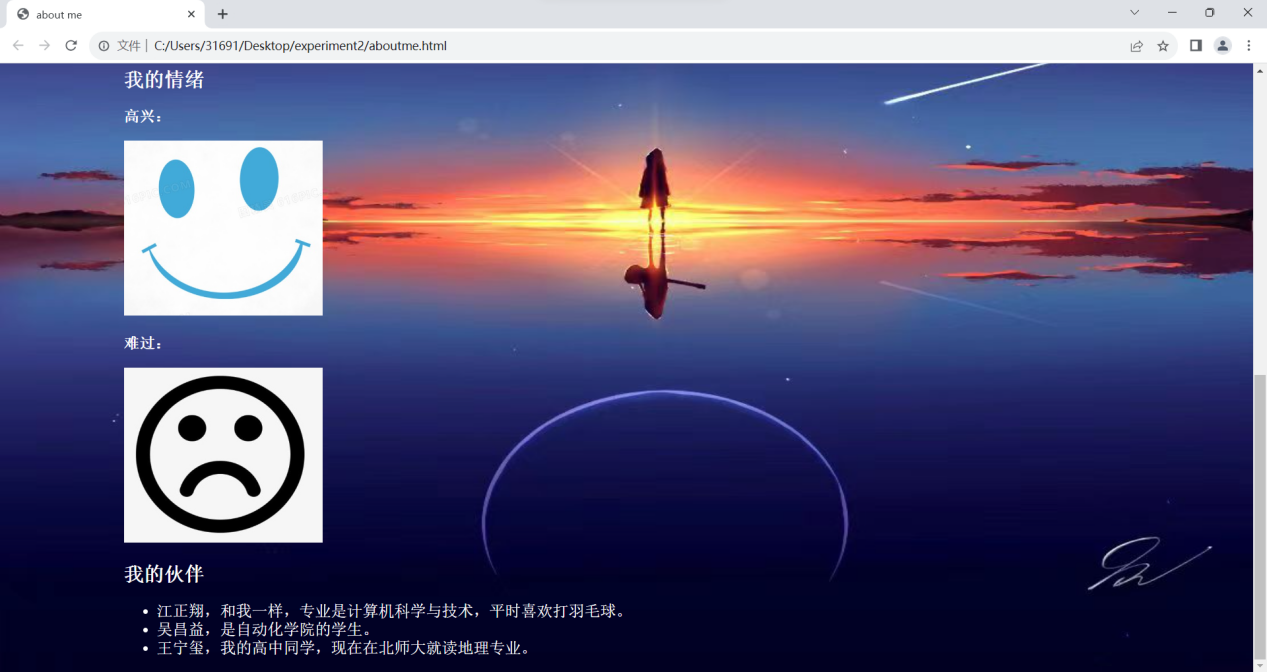 about me
文件 | C:/Users/31691/Desktop/experiment2/aboutme.html
我的情绪
高兴：
难过：
我的伙伴
• 江正翔，和我一样，专业是计算机科学与技术，平时喜欢打羽毛球。
• 吴昌益，是自动化学院的学生。
• 王宁玺，我的高中同学，现在在北师大就读地理专业。